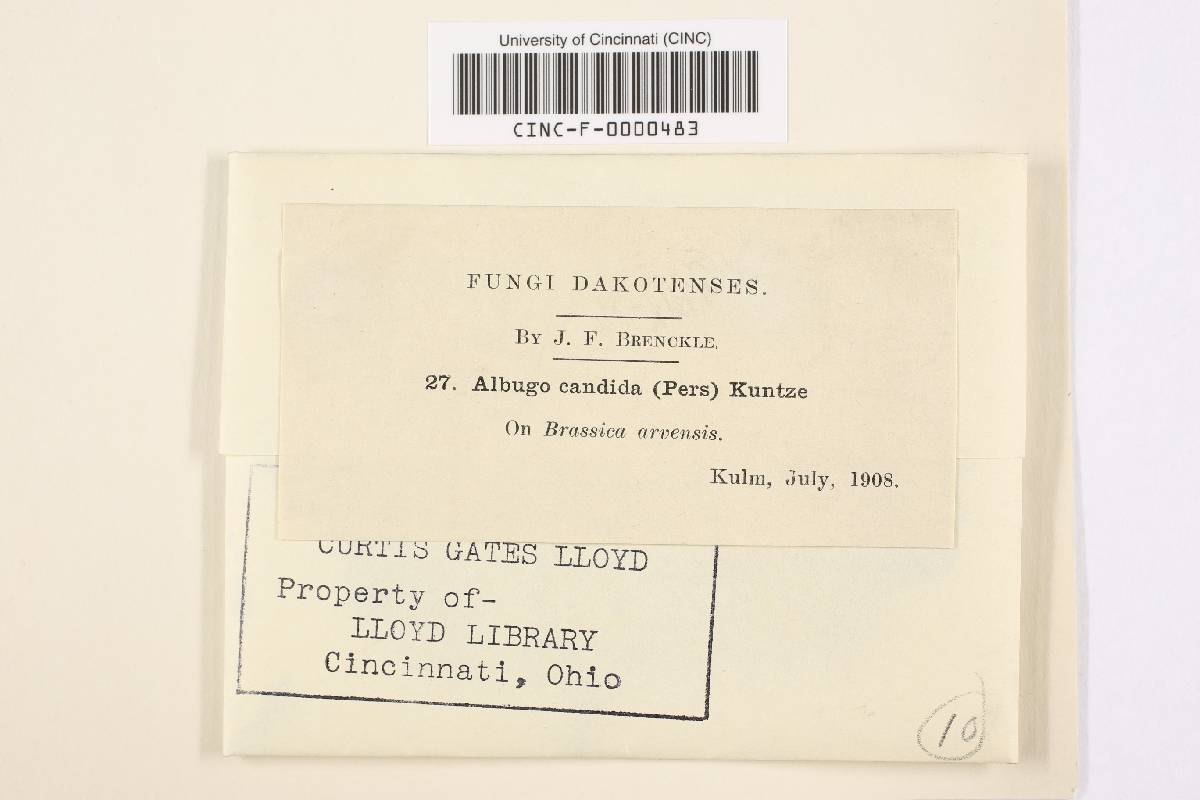 University of Cincinnati (CINC)
CINC-F-0000483
FUNGI DAKOTENSES.
By J. F. Brenckle.
27. Albugo candida (Pers) Kuntze
On Brassica arvensis.
Kulm, July, 1908.
CURTIS GATES LLOYD
Property of-
LLOYD LIBRARY
Cincinnati, Ohio
10